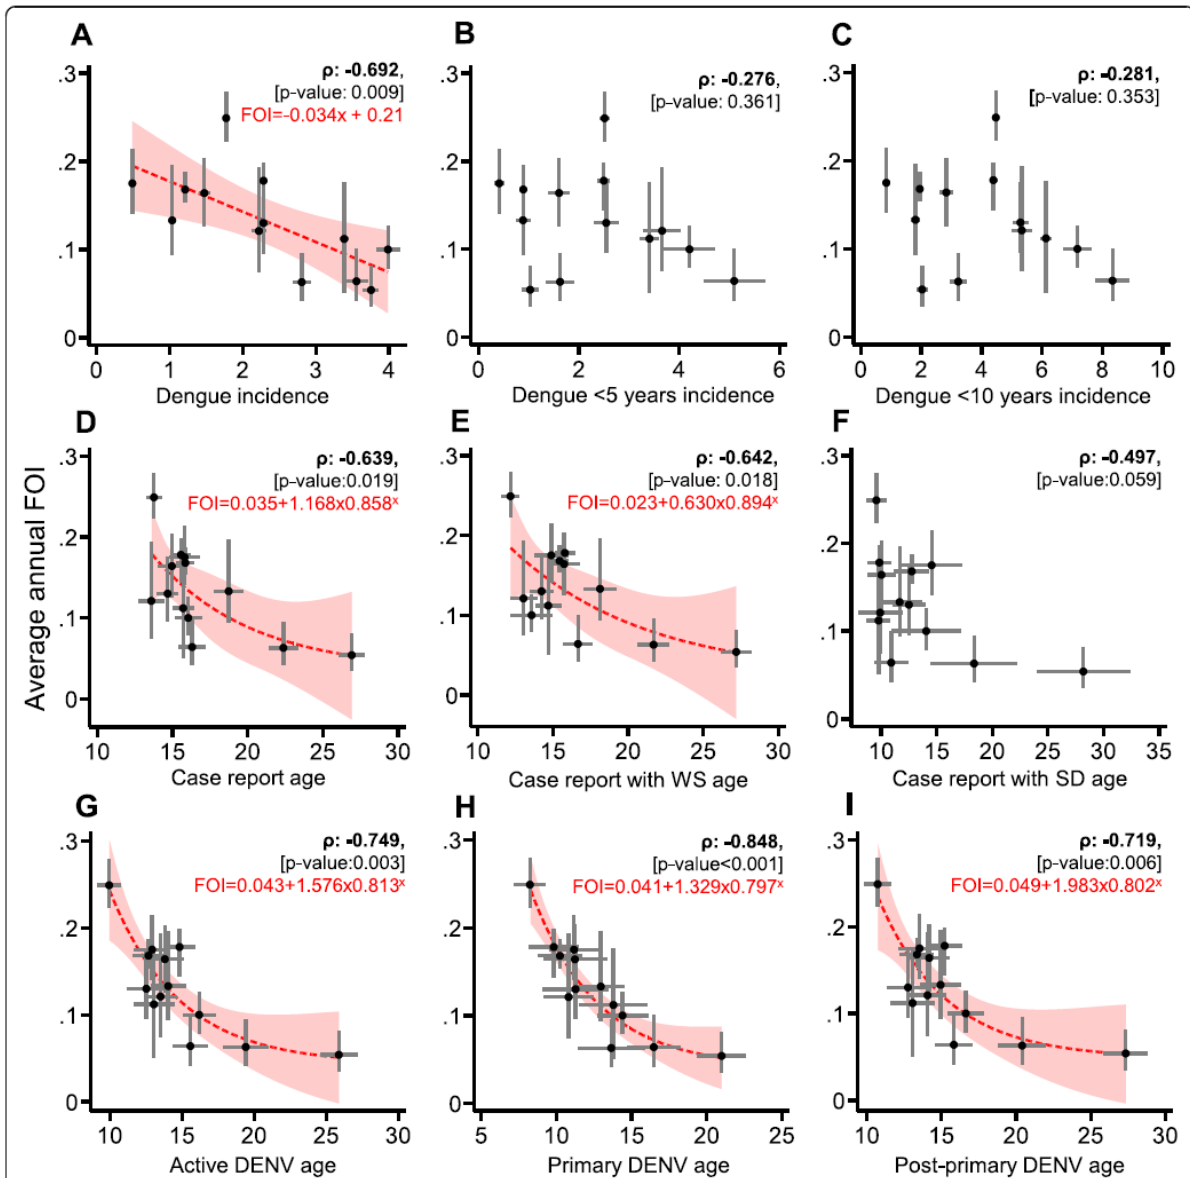 A
B
C
ρ: -0.692,
[p-value: 0.009]
FOI=-0.034x + 0.21
ρ: -0.276,
[p-value: 0.361]
ρ: -0.281,
[p-value: 0.353]
.3
.2
.1
0
.3
.2
.1
0
.3
.2
.1
0
0 1 2 3 4
0 2 4 6
0 2 4 6 8 10
Dengue incidence
Dengue <5 years incidence
Dengue <10 years incidence
Average annual FOI
D
E
F
ρ: -0.639,
[p-value:0.019]
FOI=0.035+1.168x0.858ˣ
ρ: -0.642,
[p-value: 0.018]
FOI=0.023+0.630x0.894ˣ
ρ: -0.497,
[p-value:0.059]
.3
.2
.1
0
.3
.2
.1
0
.3
.2
.1
0
10 15 20 25 30
10 15 20 25 30
10 15 20 25 30 35
Case report age
Case report with WS age
Case report with SD age
G
H
I
ρ: -0.749,
[p-value:0.003]
FOI=0.043+1.576x0.813ˣ
ρ: -0.848,
[p-value<0.001]
FOI=0.041+1.329x0.797ˣ
ρ: -0.719,
[p-value:0.006]
FOI=0.049+1.983x0.802ˣ
.3
.2
.1
0
.3
.2
.1
0
.3
.2
.1
0
10 15 20 25 30
5 10 15 20 25
10 15 20 25 30
Active DENV age
Primary DENV age
Post-primary DENV age